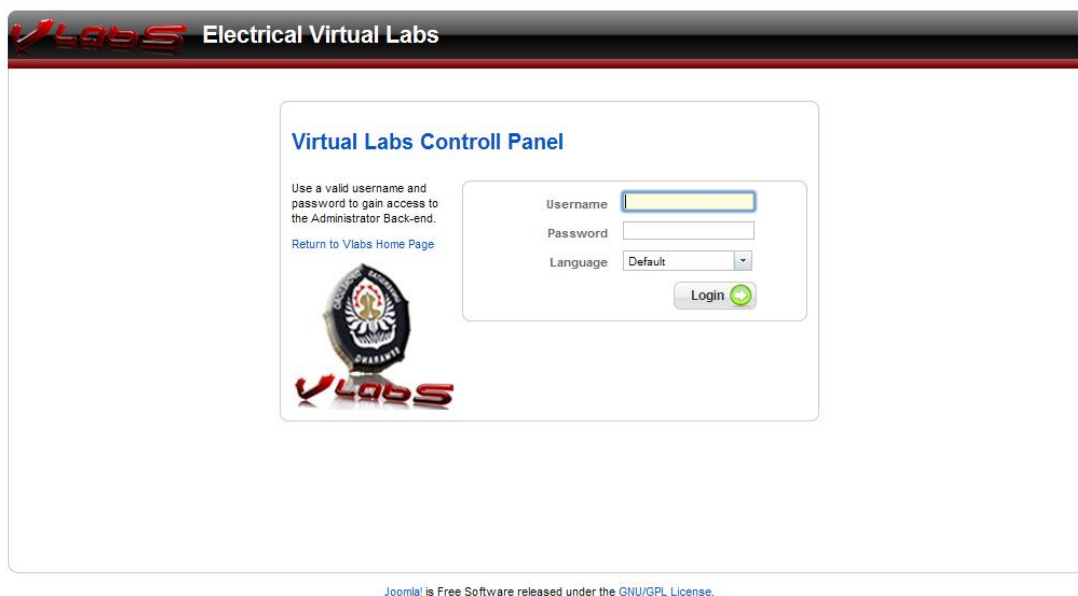 VLabS Electrical Virtual Labs
Virtual Labs Controll Panel
Use a valid username and
password to gain access to
the Administrator Back-end.
Return to Vlabs Home Page
Username
Password
Language Default
Login
VLabS
Joomla! is Free Software released under the GNU/GPL License.